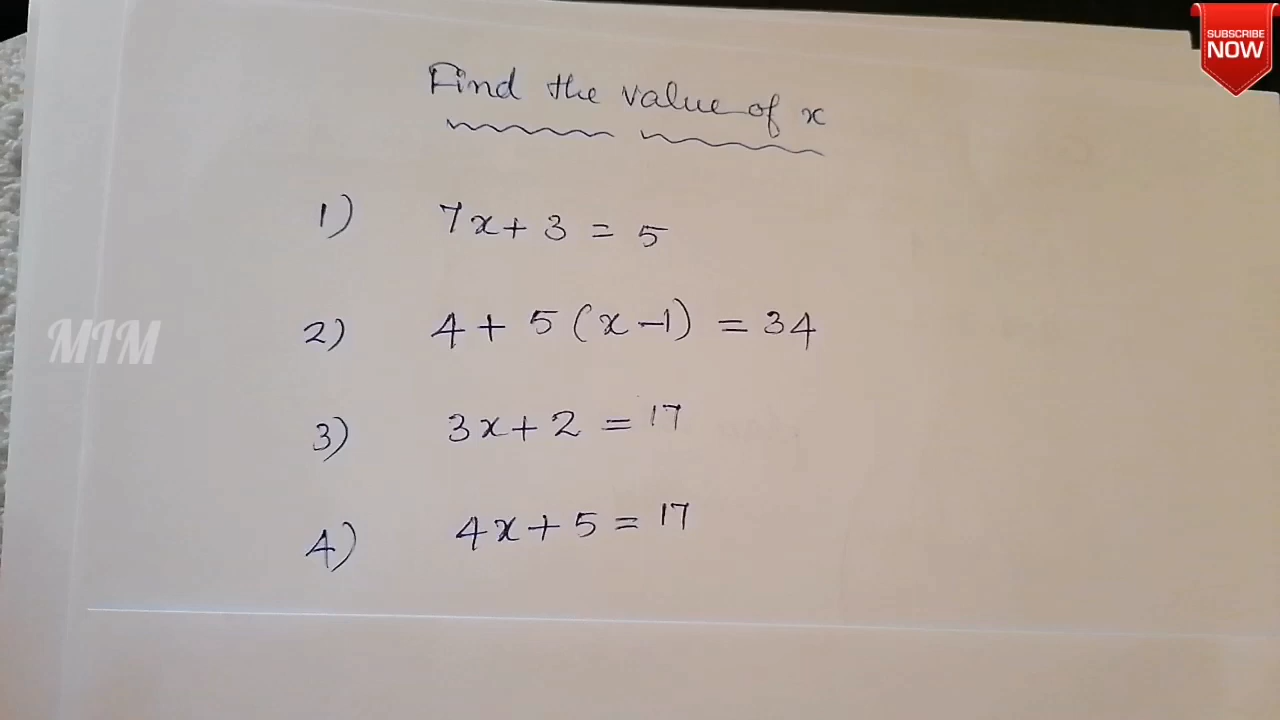 SUBSCRIBE
NOW
Find the value of x
1) 7x + 3 = 5
2) 4 + 5 (x - 1) = 34
MIM
3) 3x + 2 = 17
4) 4x + 5 = 17